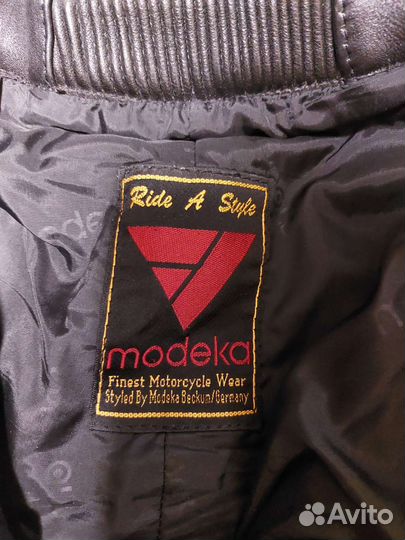 Ride A Style
modeka
Finest Motorcycle Wear
Styled By Modeka Beckum/Germany
Avito